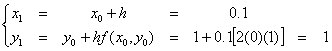 x₁ = x₀ + h = 0.1
y₁ = y₀ + hf(x₀, y₀) = 1 + 0.1[2(0)(1)] = 1